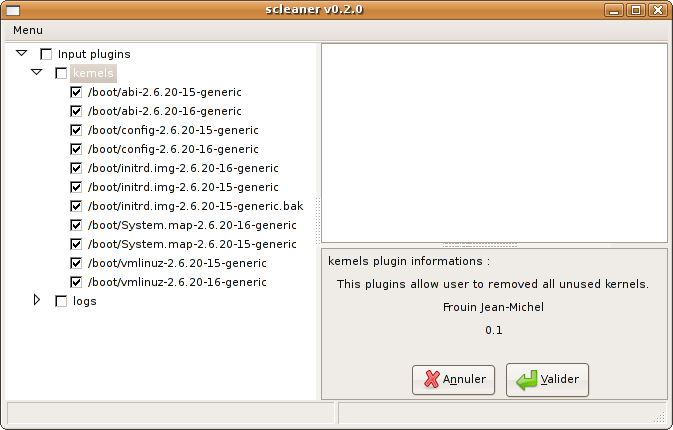 scleaner v0.2.0
Menu
Input plugins
kernels
/boot/abi-2.6.20-15-generic
/boot/abi-2.6.20-16-generic
/boot/config-2.6.20-15-generic
/boot/config-2.6.20-16-generic
/boot/initrd.img-2.6.20-16-generic
/boot/initrd.img-2.6.20-15-generic
/boot/initrd.img-2.6.20-15-generic.bak
/boot/System.map-2.6.20-16-generic
/boot/System.map-2.6.20-15-generic
/boot/vmlinuz-2.6.20-15-generic
/boot/vmlinuz-2.6.20-16-generic
logs
kernels plugin informations :
This plugins allow user to removed all unused kernels.
Frouin Jean-Michel
0.1
Annuler
Valider